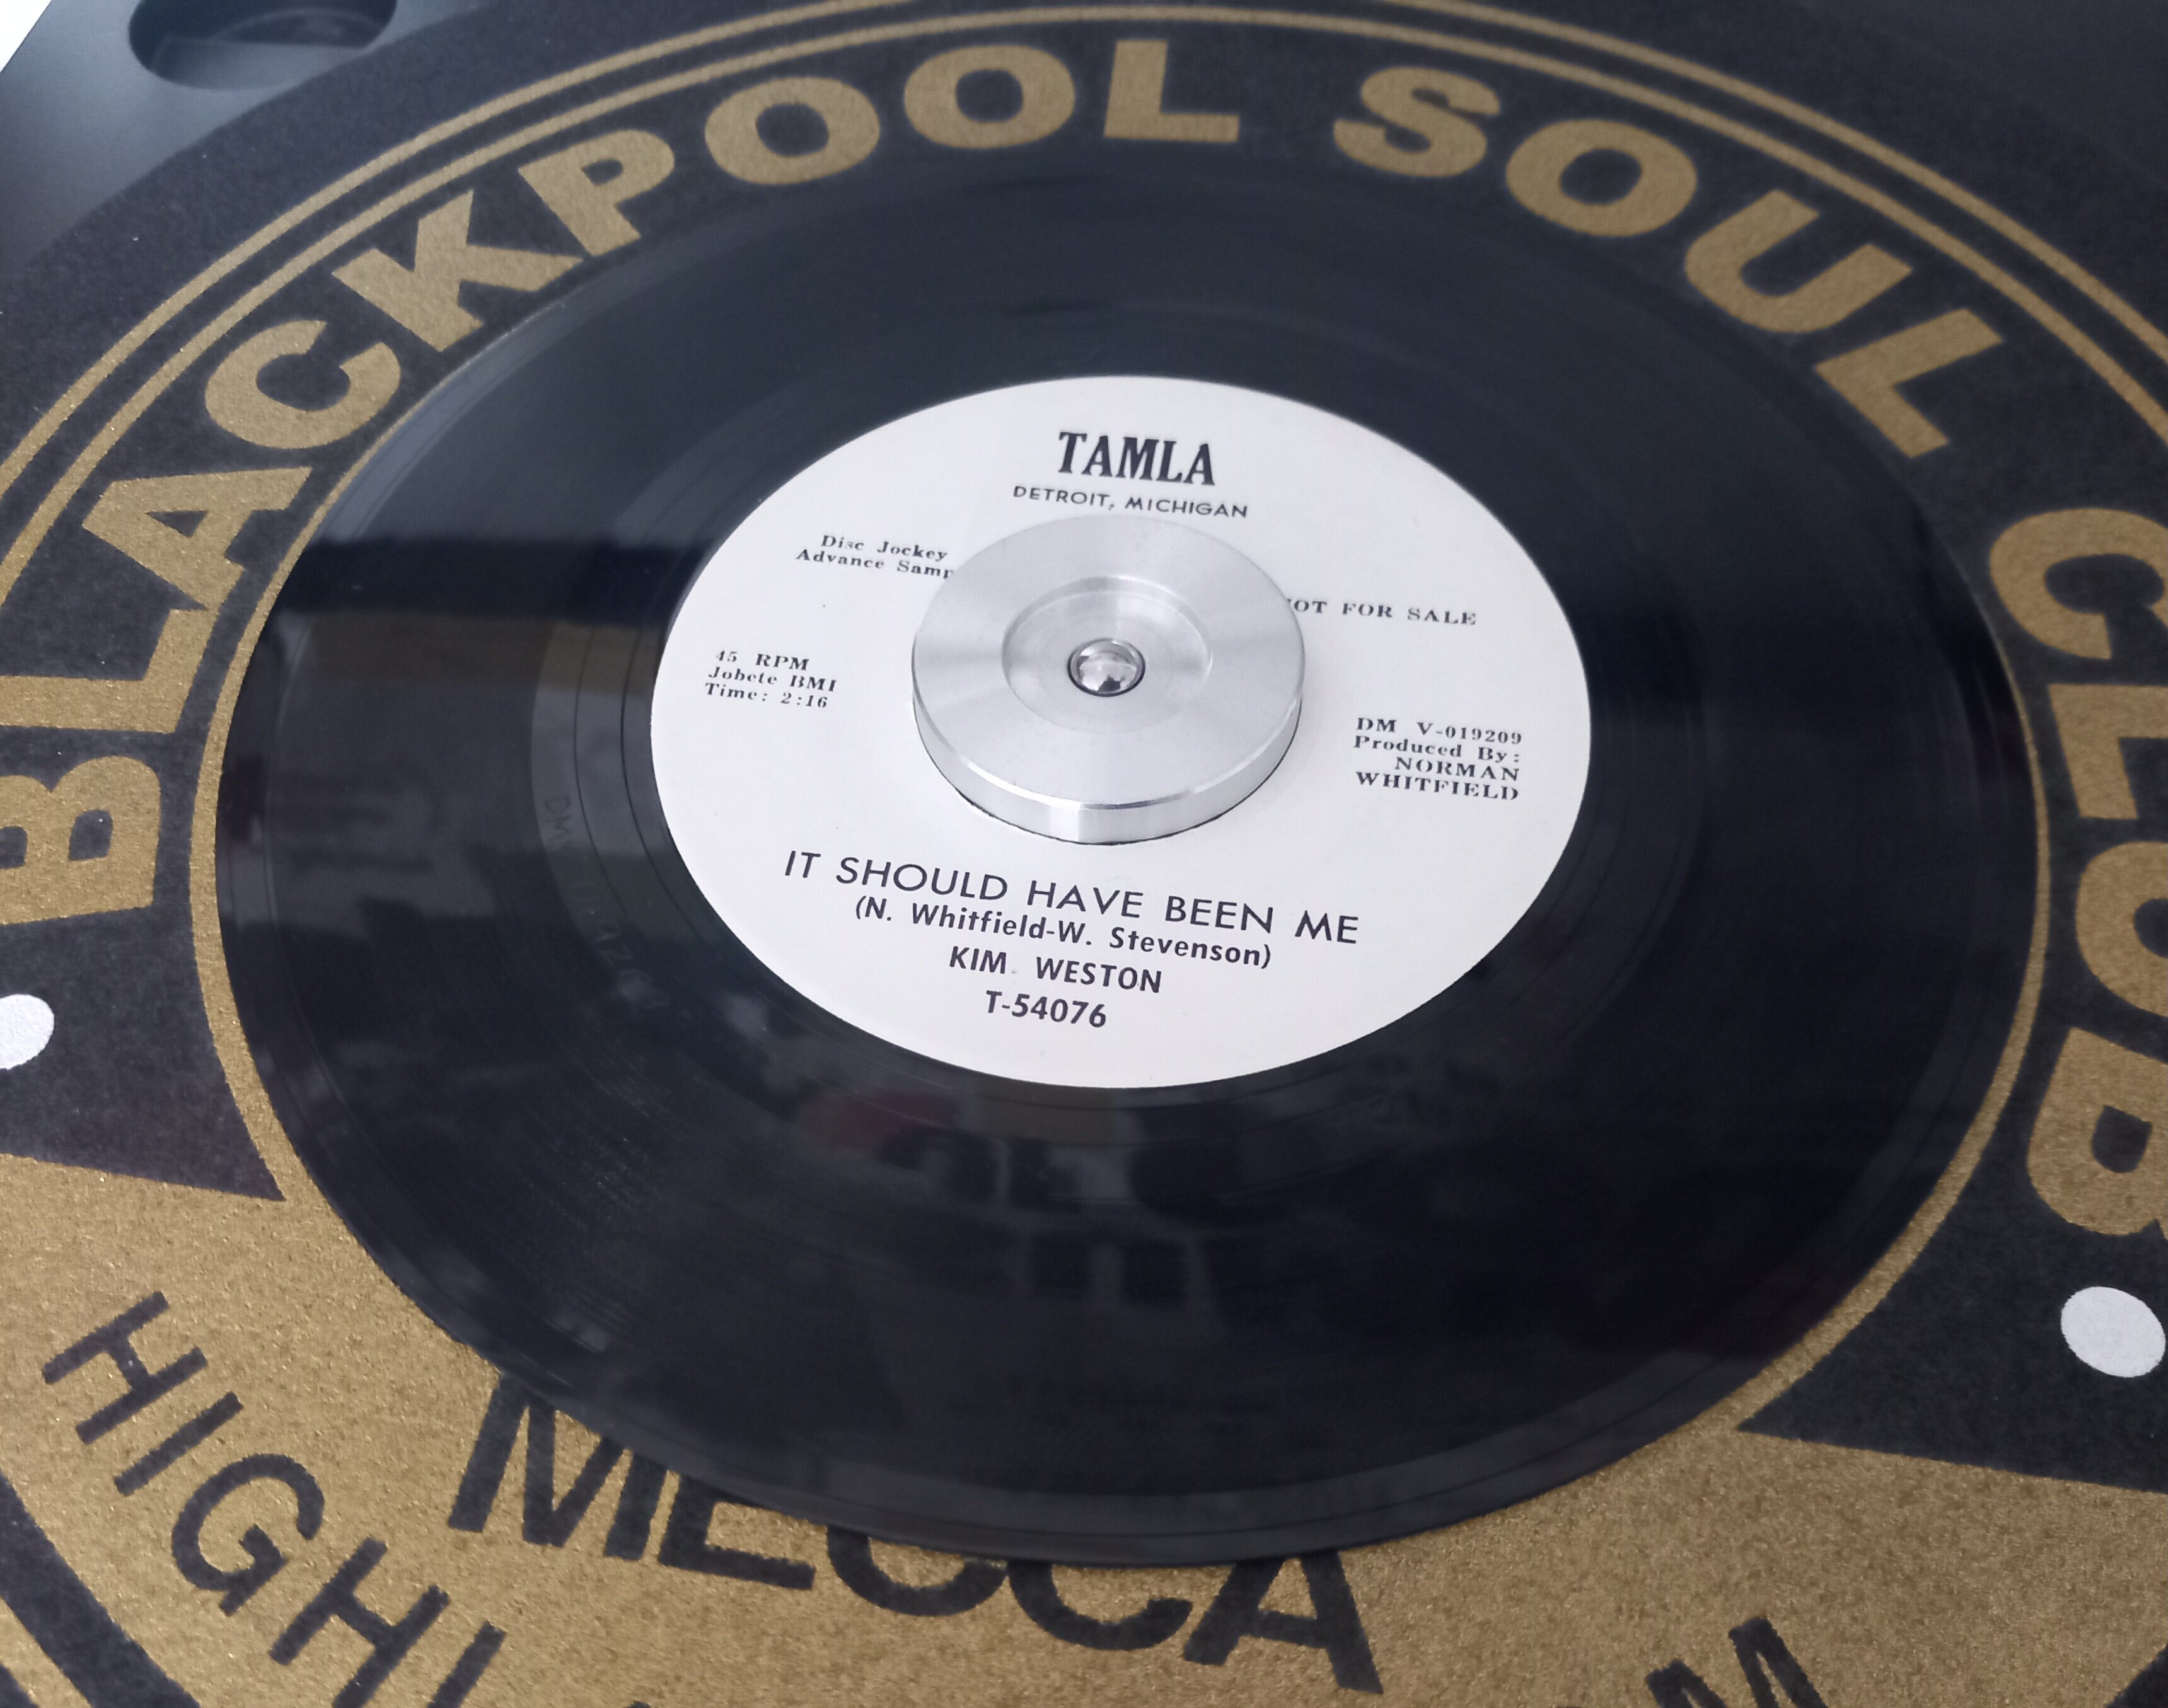 BLACKPOOL SOUL CLUB
TAMLA
DETROIT, MICHIGAN
Disc Jockey
Advance Samp
OT FOR SALE
45 RPM
Jobete BMI
Time: 2:16
DM V-019209
Produced By:
NORMAN
WHITFIELD
IT SHOULD HAVE BEEN ME
(N. Whitfield-W. Stevenson)
KIM WESTON
T-54076
MECCA
HIGHL